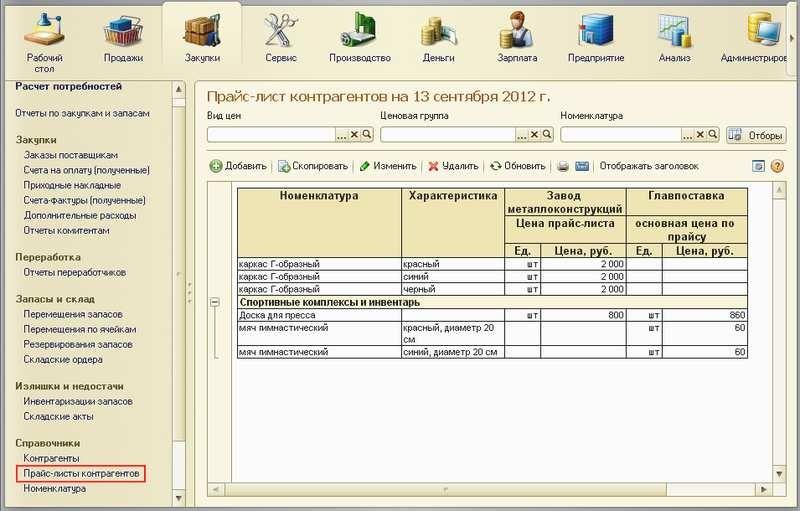 Рабочий стол
Продажи
Закупки
Сервис
Производство
Деньги
Зарплата
Предприятие
Анализ
Администриров
Расчет потребностей
Отчеты по закупкам и запасам
Закупки
Заказы поставщикам
Счета на оплату (полученные)
Приходные накладные
Счета-фактуры (полученные)
Дополнительные расходы
Отчеты комитентам
Переработка
Отчеты переработчиков
Запасы и склад
Перемещения запасов
Перемещения по ячейкам
Резервирования запасов
Складские ордера
Излишки и недостачи
Инвентаризации запасов
Складские акты
Справочники
Контрагенты
Прайс-листы контрагентов
Номенклатура
Прайс-лист контрагентов на 13 сентября 2012 г.
Вид цен Ценовая группа Номенклатура
Отборы
Добавить Скопировать Изменить Удалить Обновить Отображать заголовок
Номенклатура Характеристика Завод металлоконструкций Главпоставка
Цена прайс-листа основная цена по прайсу
Ед. Цена, руб. Ед. Цена, руб.
каркас Г-образный красный шт 2 000
каркас Г-образный синий шт 2 000
каркас Г-образный черный шт 2 000
Спортивные комплексы и инвентарь
Доска для пресса шт 800 шт 860
мяч гимнастический красный, диаметр 20 см шт 60
мяч гимнастический синий, диаметр 20 см шт 60